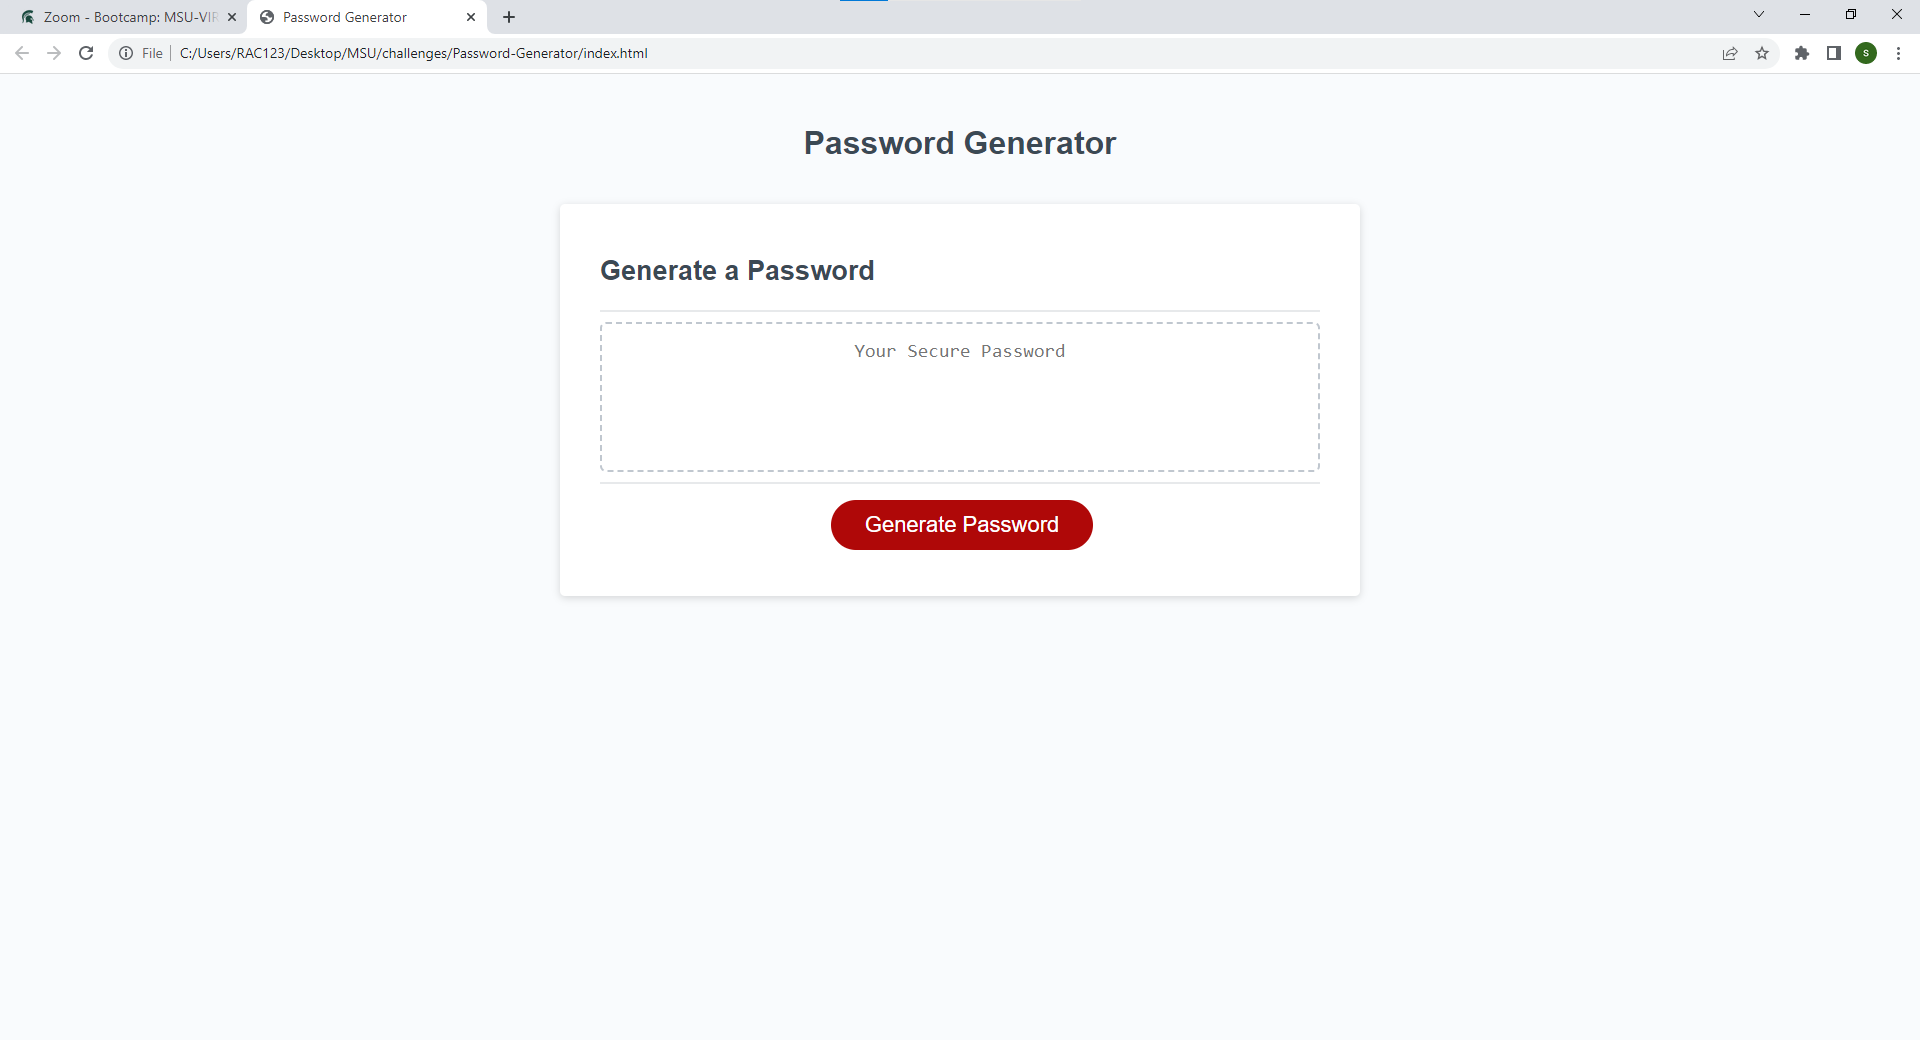 Zoom - Bootcamp: MSU-VIR
Password Generator
File
C:/Users/RAC123/Desktop/MSU/challenges/Password-Generator/index.html
S
Password Generator
Generate a Password
Your Secure Password
Generate Password